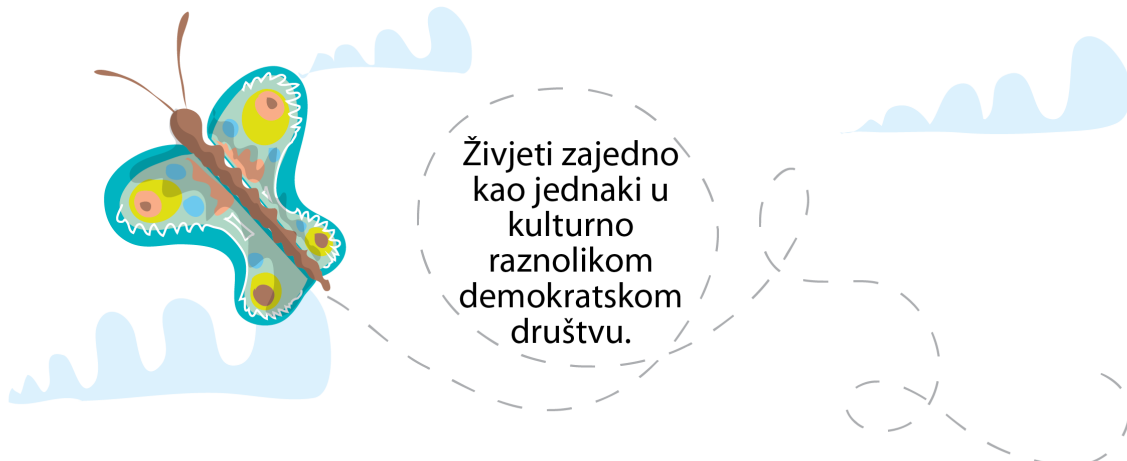 Živjeti zajedno
kao jednaki u
kulturno
raznolikom
demokratskom
društvu.